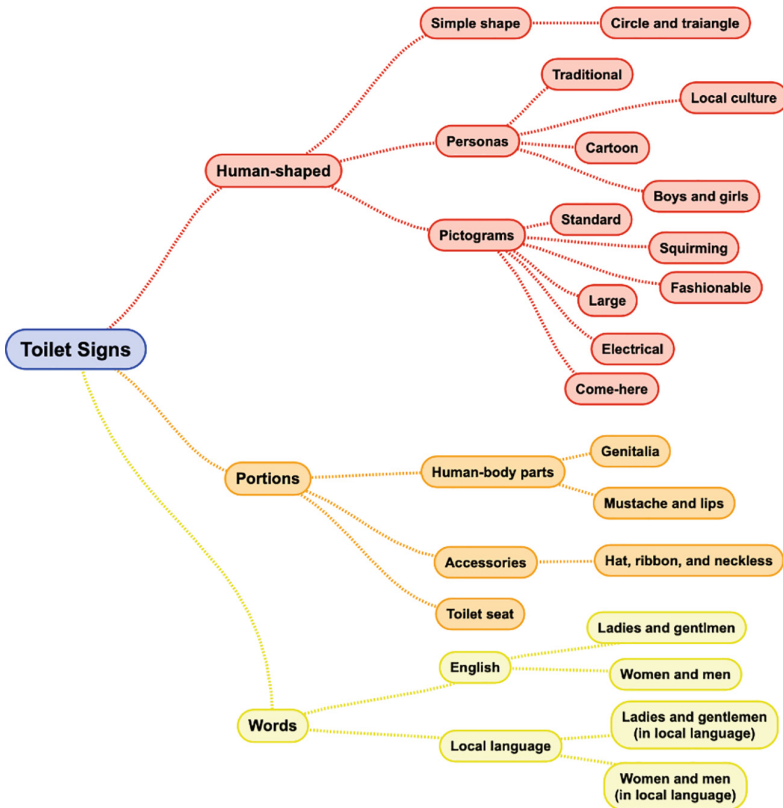 Simple shape
Circle and traiangle
Traditional
Local culture
Personas
Cartoon
Human-shaped
Boys and girls
Standard
Pictograms
Squirming
Fashionable
Large
Electrical
Come-here
Toilet Signs
Genitalia
Human-body parts
Portions
Mustache and lips
Accessories
Hat, ribbon, and neckless
Toilet seat
Ladies and gentlmen
English
Women and men
Words
Ladies and gentlemen
(in local language)
Local language
Women and men
(in local language)